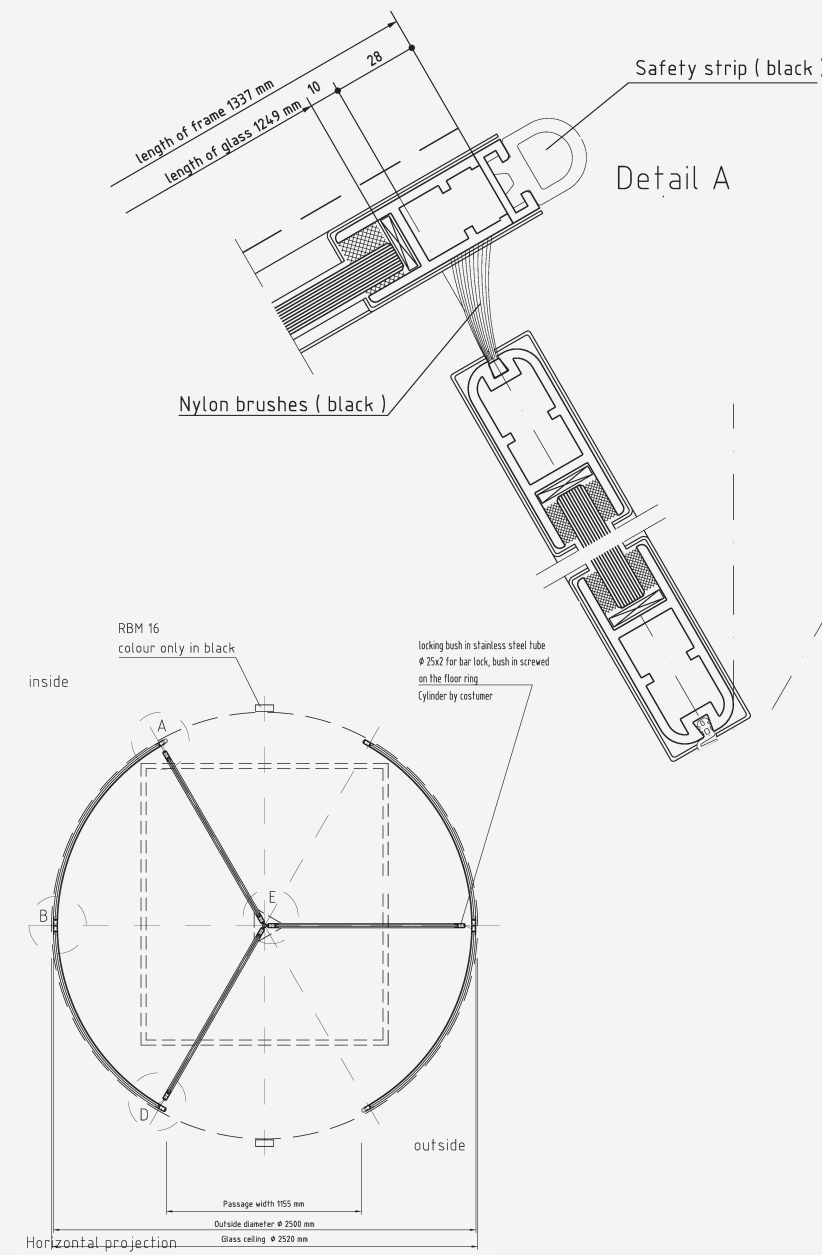 28
10
length of frame 1337 mm
length of glass 1249 mm
Safety strip ( black )
Detail A
Nylon brushes ( black )
RBM 16
colour only in black
inside
locking bush in stainless steel tube
ϕ 25x2 for bar lock, bush in screwed
on the floor ring
Cylinder by costumer
A
E
B
D
outside
Passage width 1155 mm
Outside diameter ϕ 2500 mm
Glass ceiling ϕ 2520 mm
Horizontal projection